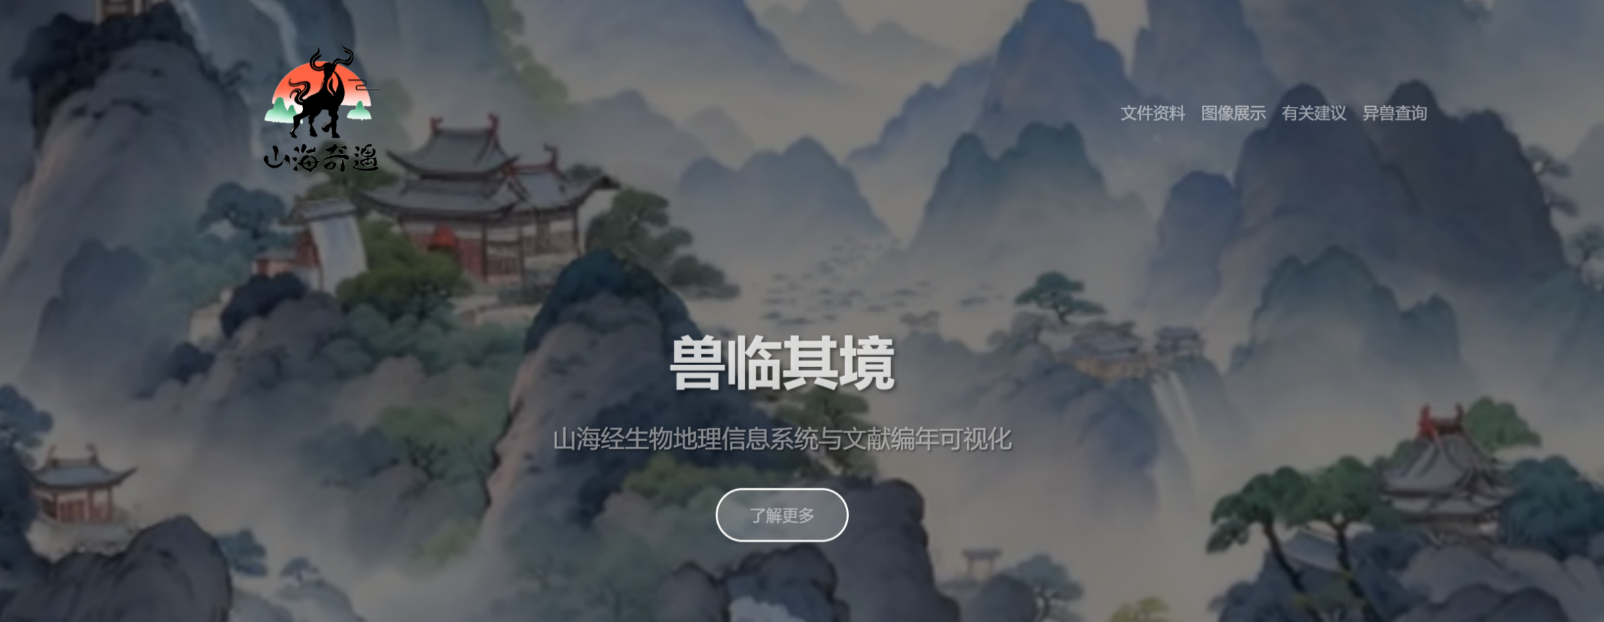 山海奇遇
文件资料 图像展示 有关建议 异兽查询
兽临其境
山海经生物地理信息系统与文献编年可视化
了解更多